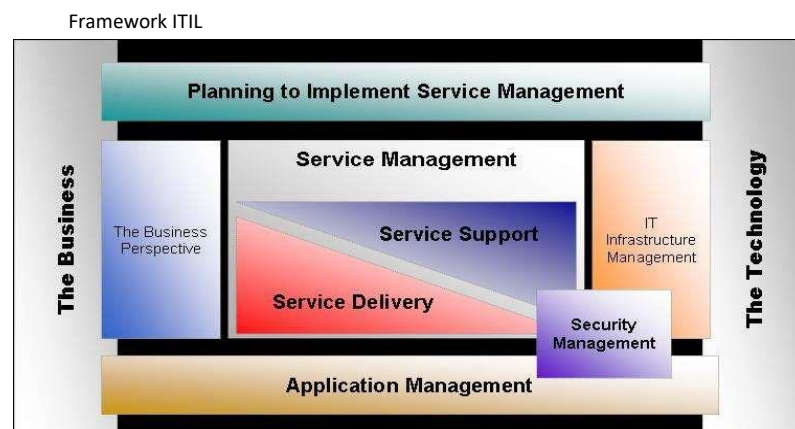 Framework ITIL
Planning to Implement Service Management
The Business
The Business
Perspective
Service Management
Service Support
Service Delivery
IT
Infrastructure
Management
Security
Management
The Technology
Application Management